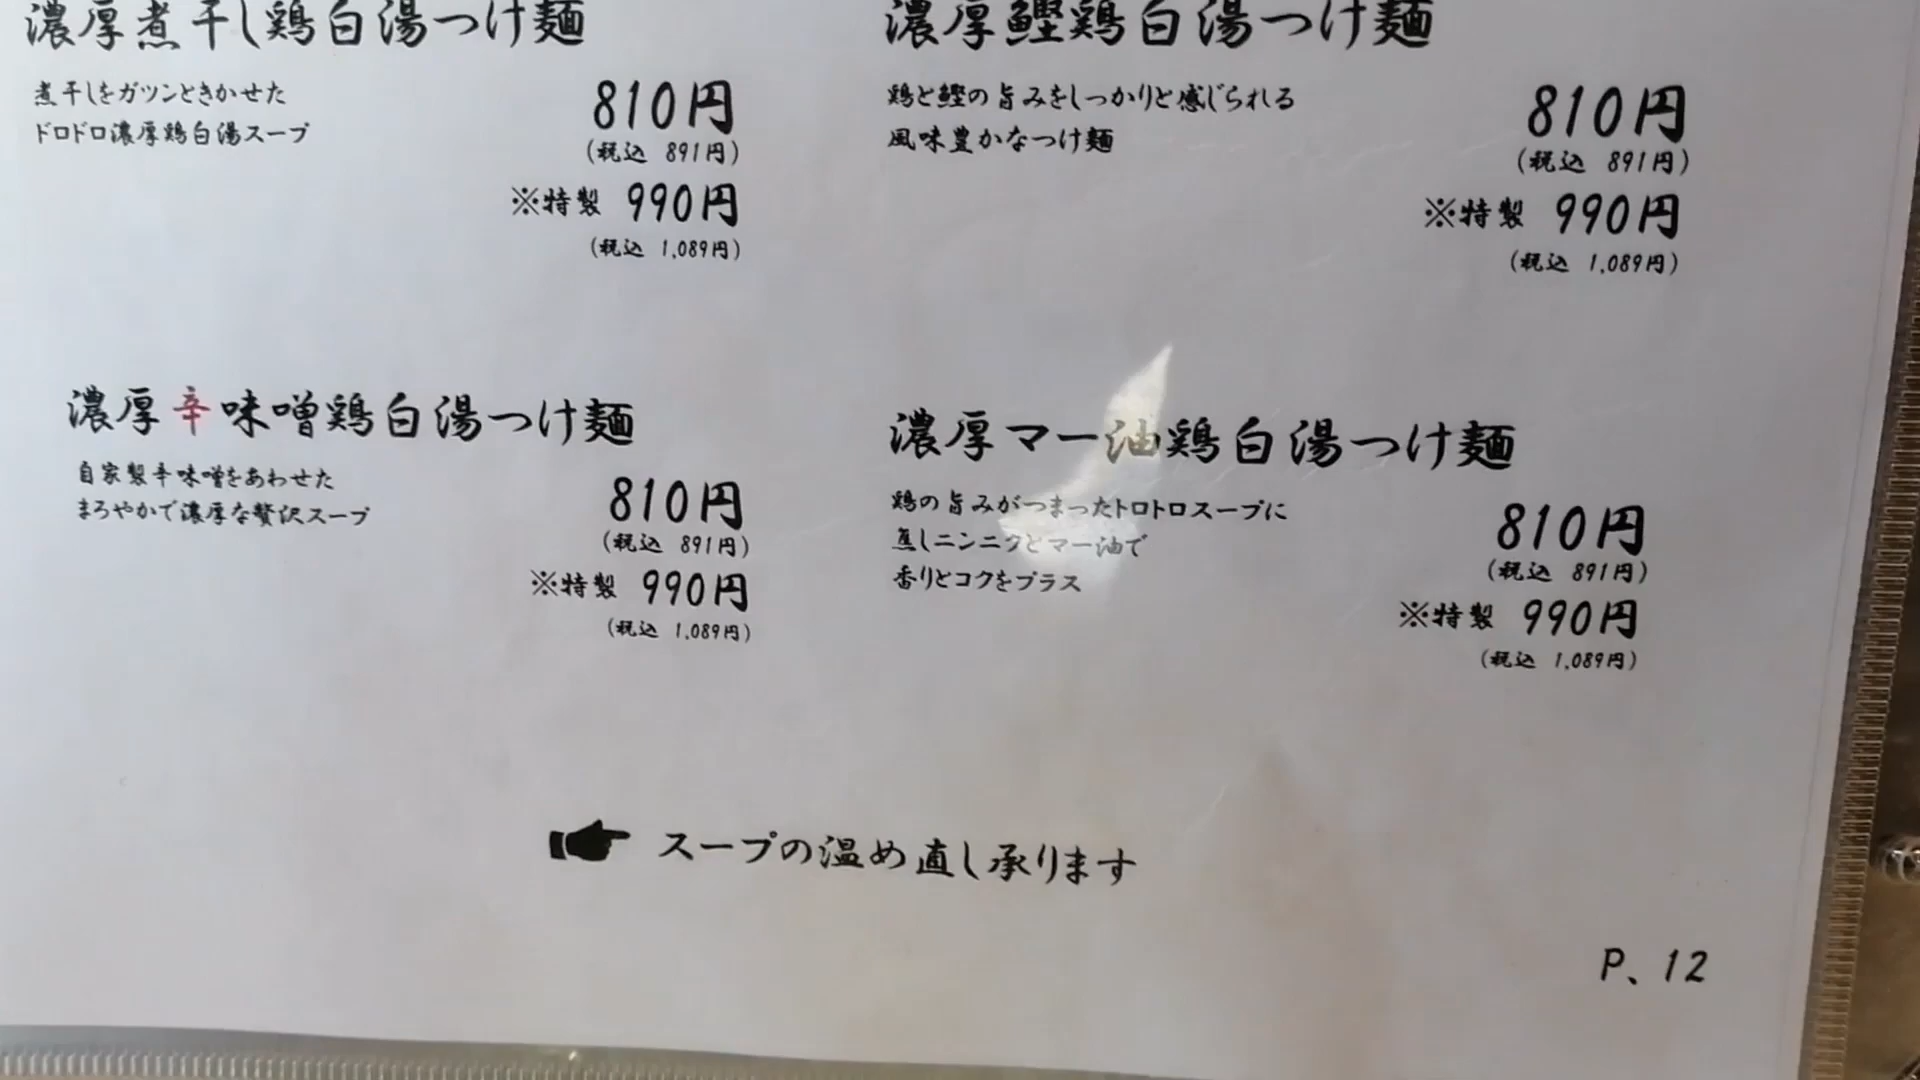 濃厚煮干し鶏白湯つけ麺
煮干しをガツンときかせた
ドロドロ濃厚鶏白湯スープ
810円
(税込 891円)
※特製 990円
(税込 1,089円)
濃厚鰹鶏白湯つけ麺
鶏と鰹の旨みをしっかりと感じられる
風味豊かなつけ麺
810円
(税込 891円)
※特製 990円
(税込 1,089円)
濃厚辛味噌鶏白湯つけ麺
自家製辛味噌をあわせた
まろやかで濃厚な贅沢スープ
810円
(税込 891円)
※特製 990円
(税込 1,089円)
濃厚マー油鶏白湯つけ麺
鶏の旨みがつまったトロトロスープに
焦しニンニクとマー油で
香りとコクをプラス
810円
(税込 891円)
※特製 990円
(税込 1,089円)
スープの温め直し承ります
P、12